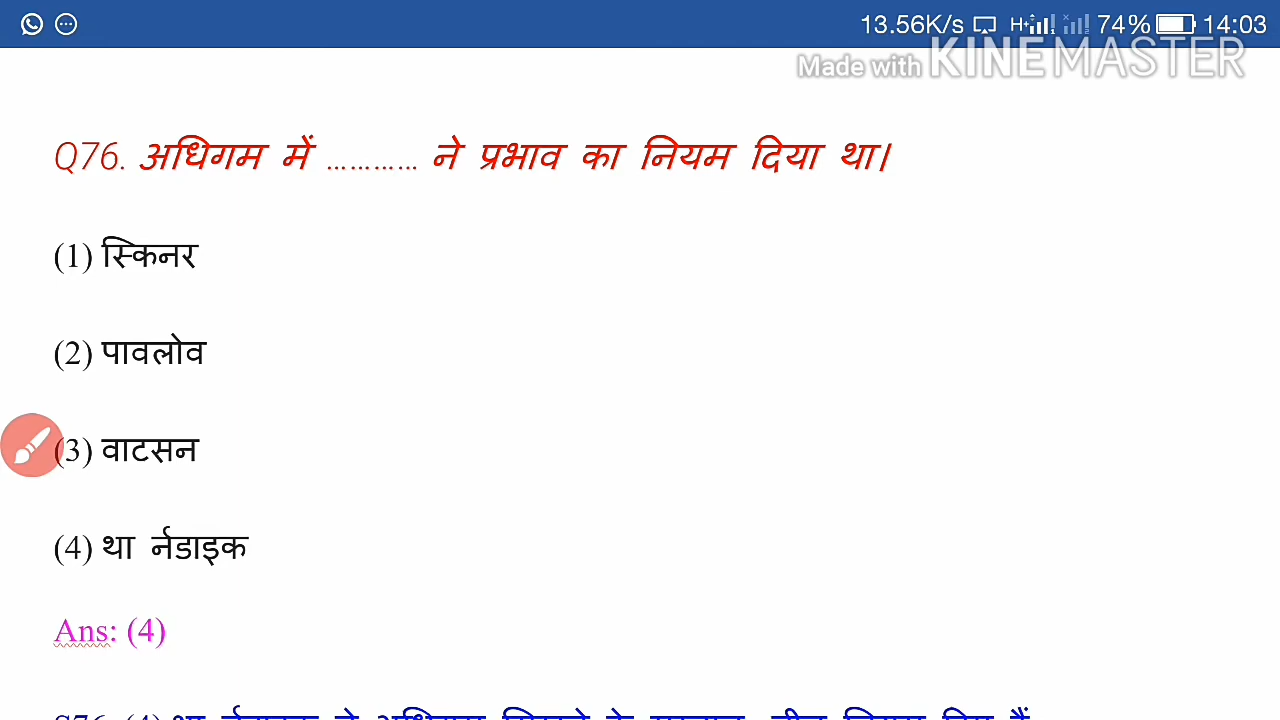 13.56K/s H+ 74% 14:03
Made with KINEMASTER
Q76. अधिगम में ………… ने प्रभाव का नियम दिया था।
(1) स्किनर
(2) पावलोव
(3) वाटसन
(4) था र्नडाइक
Ans: (4)